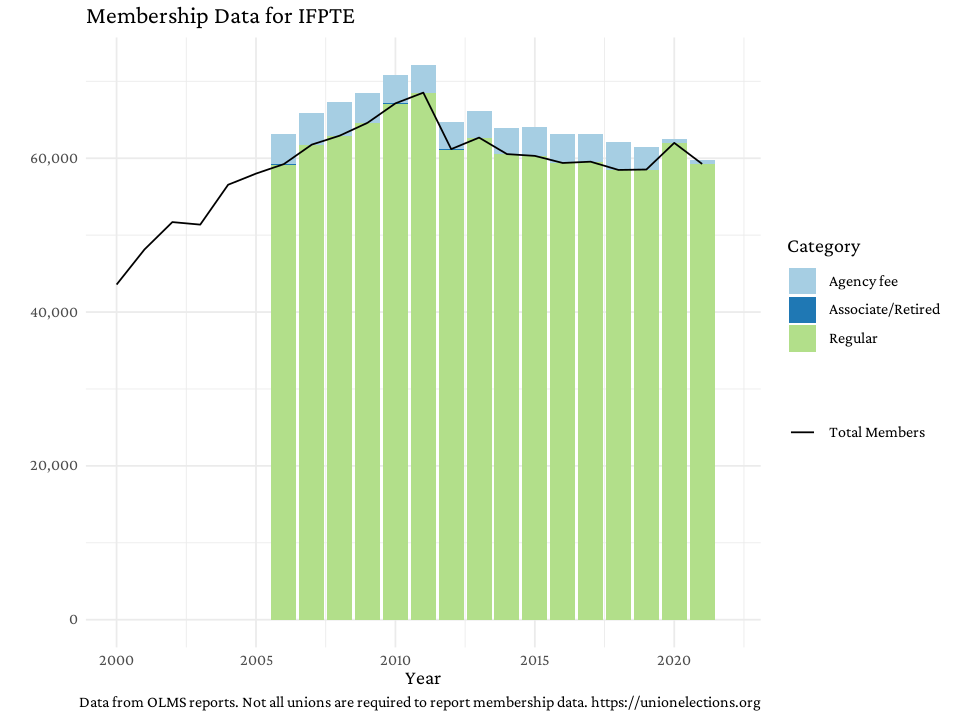 Membership Data for IFPTE
60,000
40,000
20,000
0
2000 2005 2010 2015 2020
Year
Category
Agency fee
Associate/Retired
Regular
Total Members
Data from OLMS reports. Not all unions are required to report membership data. https://unionelections.org